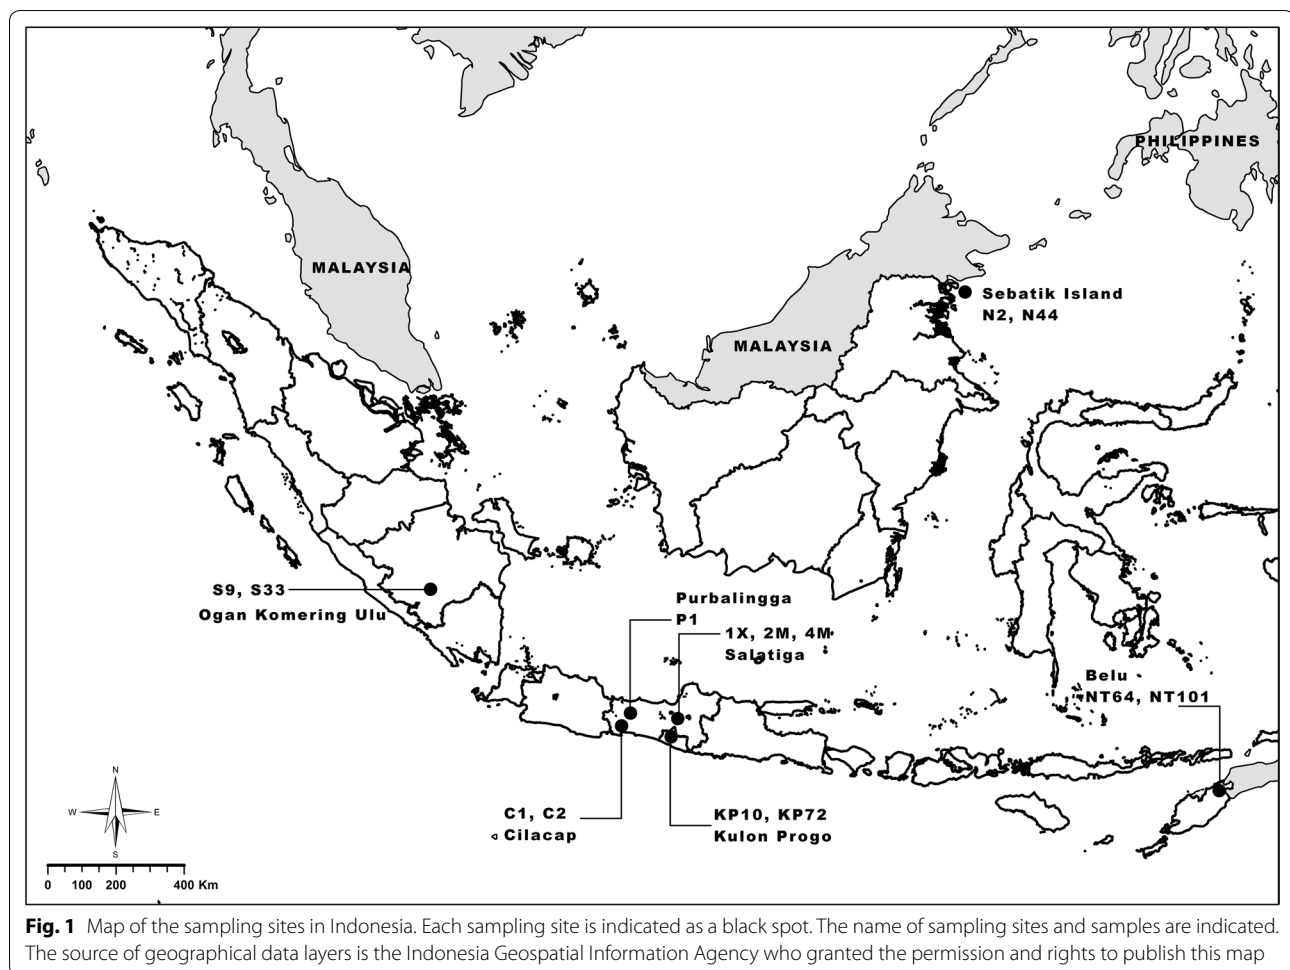 PHILIPPINES
MALAYSIA
Sebatik Island
N2, N44
MALAYSIA
S9, S33
Ogan Komering Ulu
Purbalingga
P1
1X, 2M, 4M
Salatiga
Belu
NT64, NT101
N
W E
S
C1, C2
Cilacap
KP10, KP72
Kulon Progo
0 100 200 400 Km
Fig. 1 Map of the sampling sites in Indonesia. Each sampling site is indicated as a black spot. The name of sampling sites and samples are indicated.
The source of geographical data layers is the Indonesia Geospatial Information Agency who granted the permission and rights to publish this map